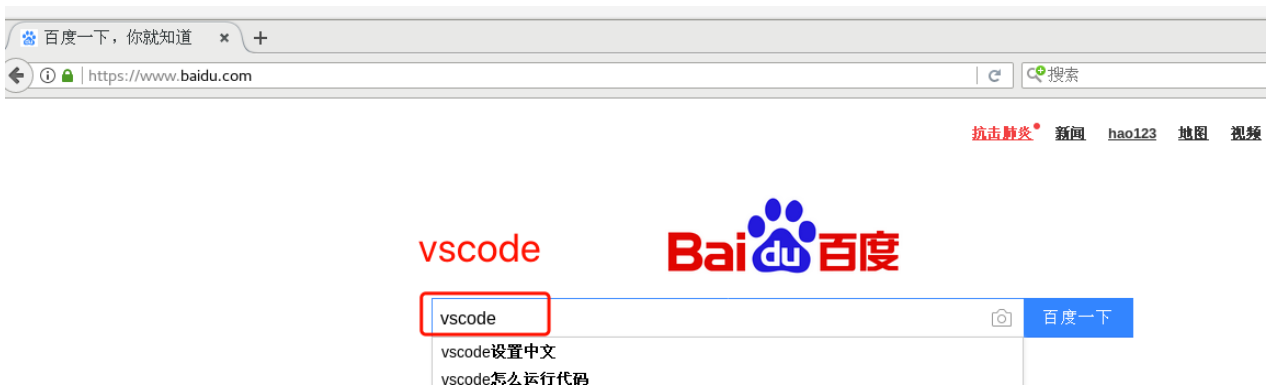 百度一下，你就知道
https://www.baidu.com
搜索
抗击肺炎 新闻 hao123 地图 视频
vscode
Bai du 百度
vscode
百度一下
vscode设置中文
vscode怎么运行代码